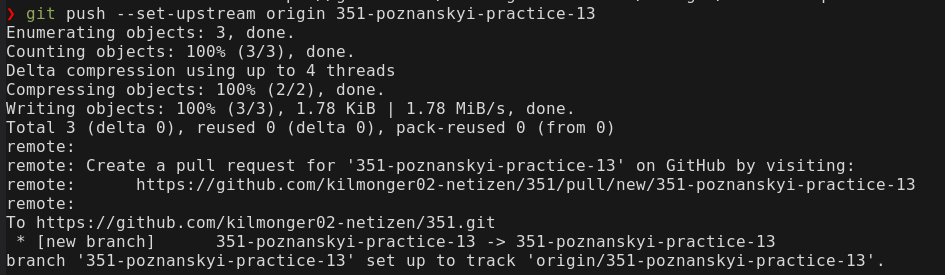 ❯ git push --set-upstream origin 351-poznanskyi-practice-13
Enumerating objects: 3, done.
Counting objects: 100% (3/3), done.
Delta compression using up to 4 threads
Compressing objects: 100% (2/2), done.
Writing objects: 100% (3/3), 1.78 KiB | 1.78 MiB/s, done.
Total 3 (delta 0), reused 0 (delta 0), pack-reused 0 (from 0)
remote:
remote: Create a pull request for '351-poznanskyi-practice-13' on GitHub by visiting:
remote:      https://github.com/kilmonger02-netizen/351/pull/new/351-poznanskyi-practice-13
remote:
To https://github.com/kilmonger02-netizen/351.git
 * [new branch]      351-poznanskyi-practice-13 -> 351-poznanskyi-practice-13
branch '351-poznanskyi-practice-13' set up to track 'origin/351-poznanskyi-practice-13'.